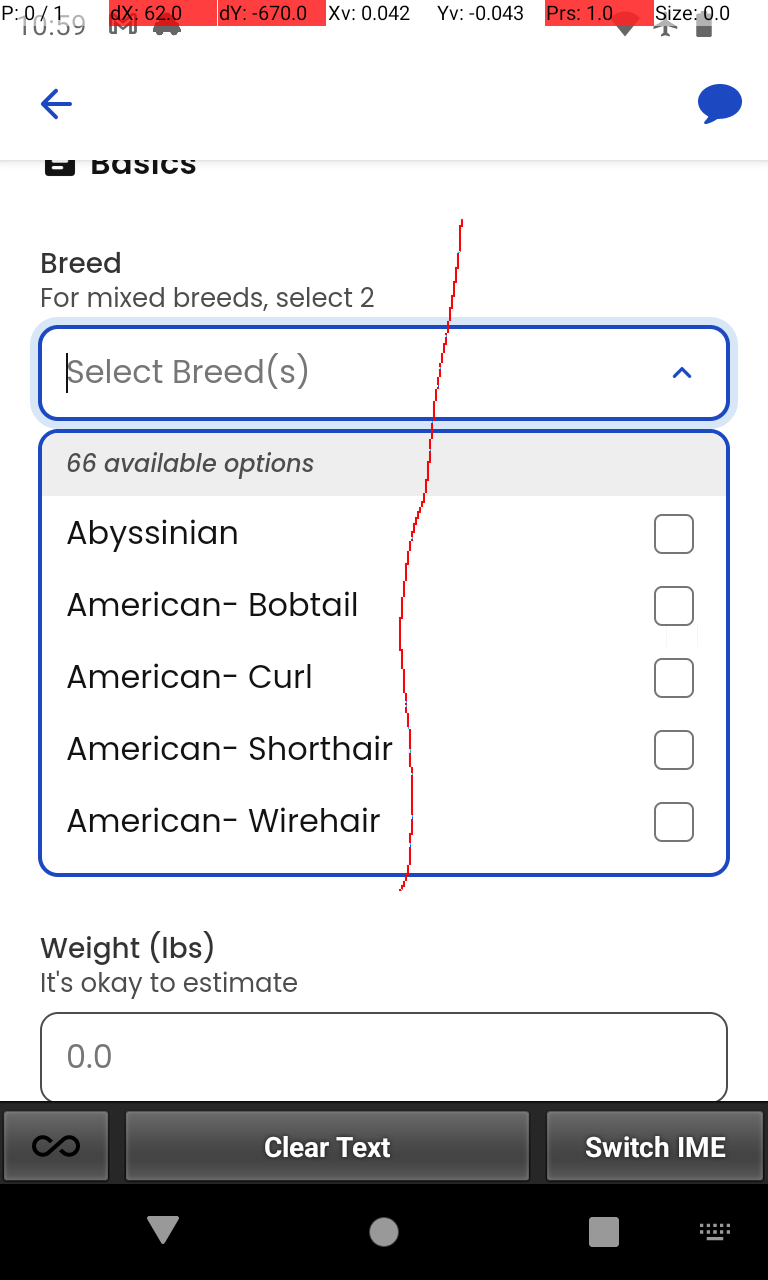 P: 0 / 1 dX: 62.0 dY: -670.0 Xv: 0.042 Yv: -0.043 Prs: 1.0 Size: 0.0
10:59
Basics
Breed
For mixed breeds, select 2
Select Breed(s)
66 available options
Abyssinian
American- Bobtail
American- Curl
American- Shorthair
American- Wirehair
Weight (lbs)
It's okay to estimate
0.0
Clear Text Switch IME